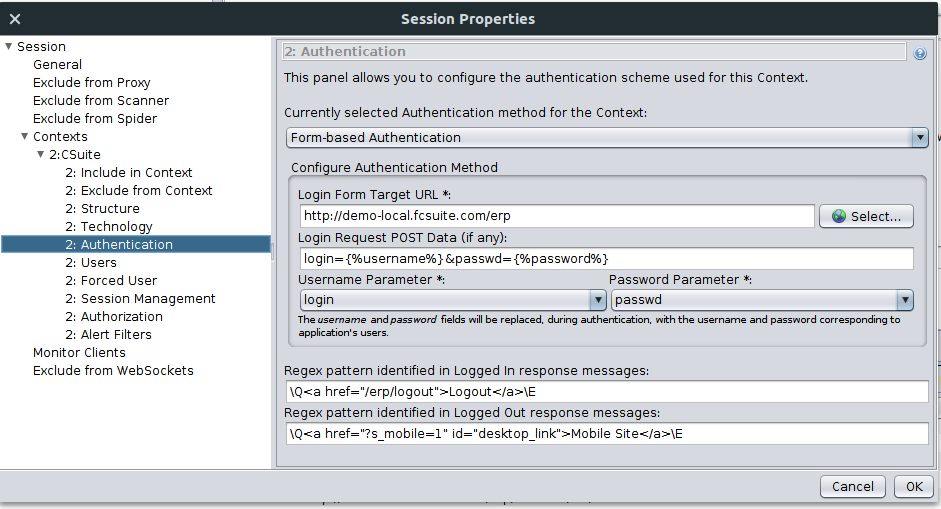 Session Properties
Session
General
Exclude from Proxy
Exclude from Scanner
Exclude from Spider
Contexts
2:CSuite
2: Include in Context
2: Exclude from Context
2: Structure
2: Technology
2: Authentication
2: Users
2: Forced User
2: Session Management
2: Authorization
2: Alert Filters
Monitor Clients
Exclude from WebSockets
2: Authentication
This panel allows you to configure the authentication scheme used for this Context.
Currently selected Authentication method for the Context:
Form-based Authentication
Configure Authentication Method
Login Form Target URL *:
http://demo-local.fcsuite.com/erp
Select...
Login Request POST Data (if any):
login={%username%}&passwd={%password%}
Username Parameter *: Password Parameter *:
login passwd
The username and password fields will be replaced, during authentication, with the username and password corresponding to
application's users.
Regex pattern identified in Logged In response messages:
\Q<a href="/erp/logout">Logout</a>\E
Regex pattern identified in Logged Out response messages:
\Q<a href="?s_mobile=1" id="desktop_link">Mobile Site</a>\E
Cancel OK